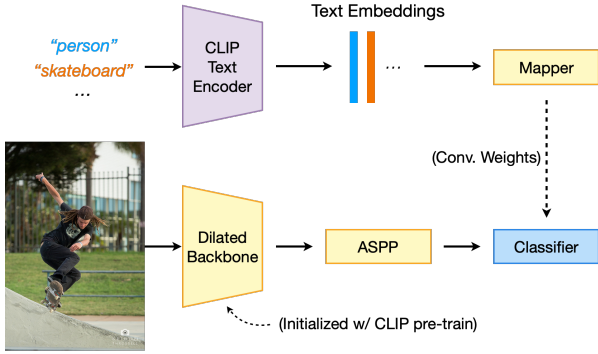 Text Embeddings
“person”
“skateboard”
...
CLIP
Text
Encoder
...
Mapper
(Conv. Weights)
Dilated
Backbone
ASPP
Classifier
(Initialized w/ CLIP pre-train)